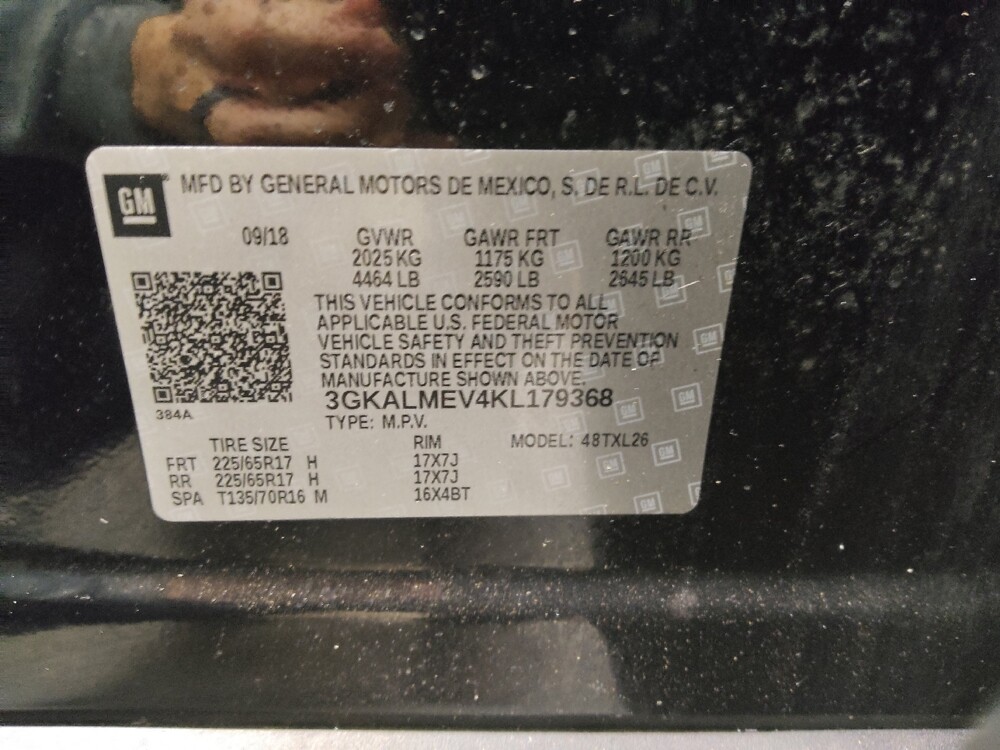 GM
MFD BY GENERAL MOTORS DE MEXICO, S. DE R.L. DE C.V.
09/18 GVWR GAWR FRT GAWR RR
2025 KG 1175 KG 1200 KG
4464 LB 2590 LB 2645 LB
THIS VEHICLE CONFORMS TO ALL
APPLICABLE U.S. FEDERAL MOTOR
VEHICLE SAFETY AND THEFT PREVENTION
STANDARDS IN EFFECT ON THE DATE OF
MANUFACTURE SHOWN ABOVE.
3GKALMEV4KL179368
384A
TYPE: M.P.V.
TIRE SIZE RIM MODEL: 48TXL26
FRT 225/65R17 H 17X7J
RR 225/65R17 H 17X7J
SPA T135/70R16 M 16X4BT